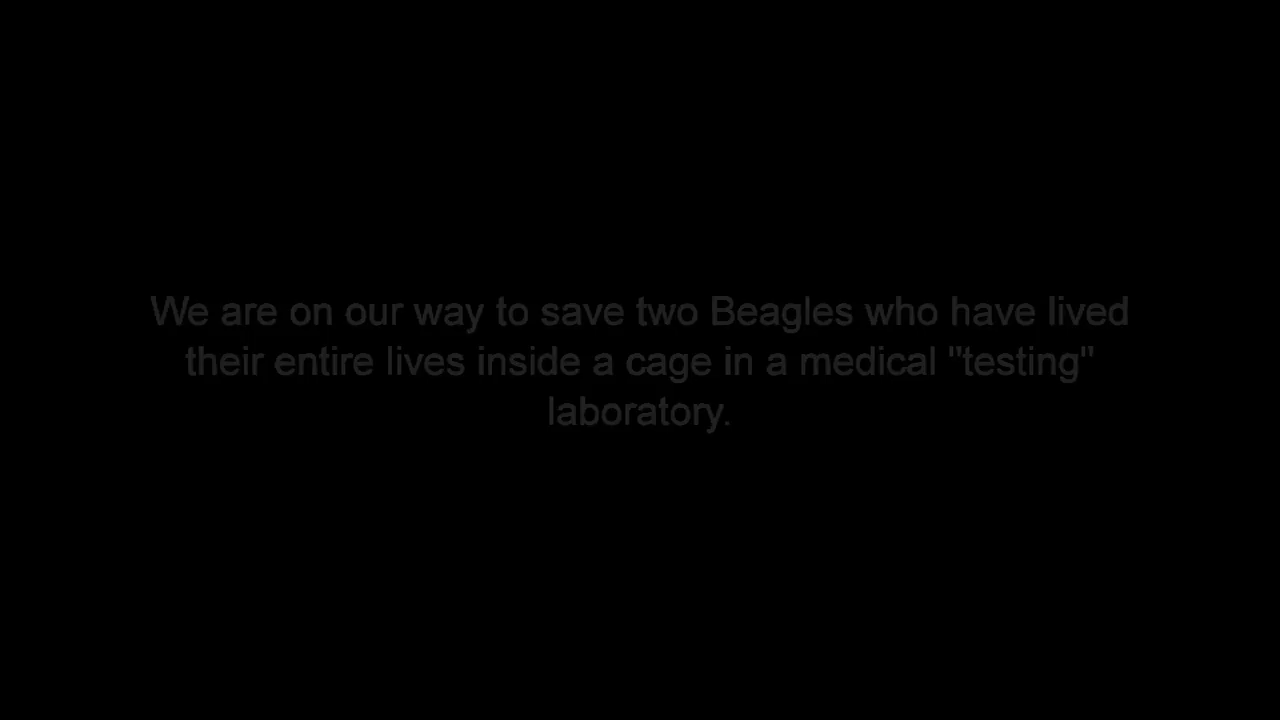 We are on our way to save two Beagles who have lived
their entire lives inside a cage in a medical "testing"
laboratory.